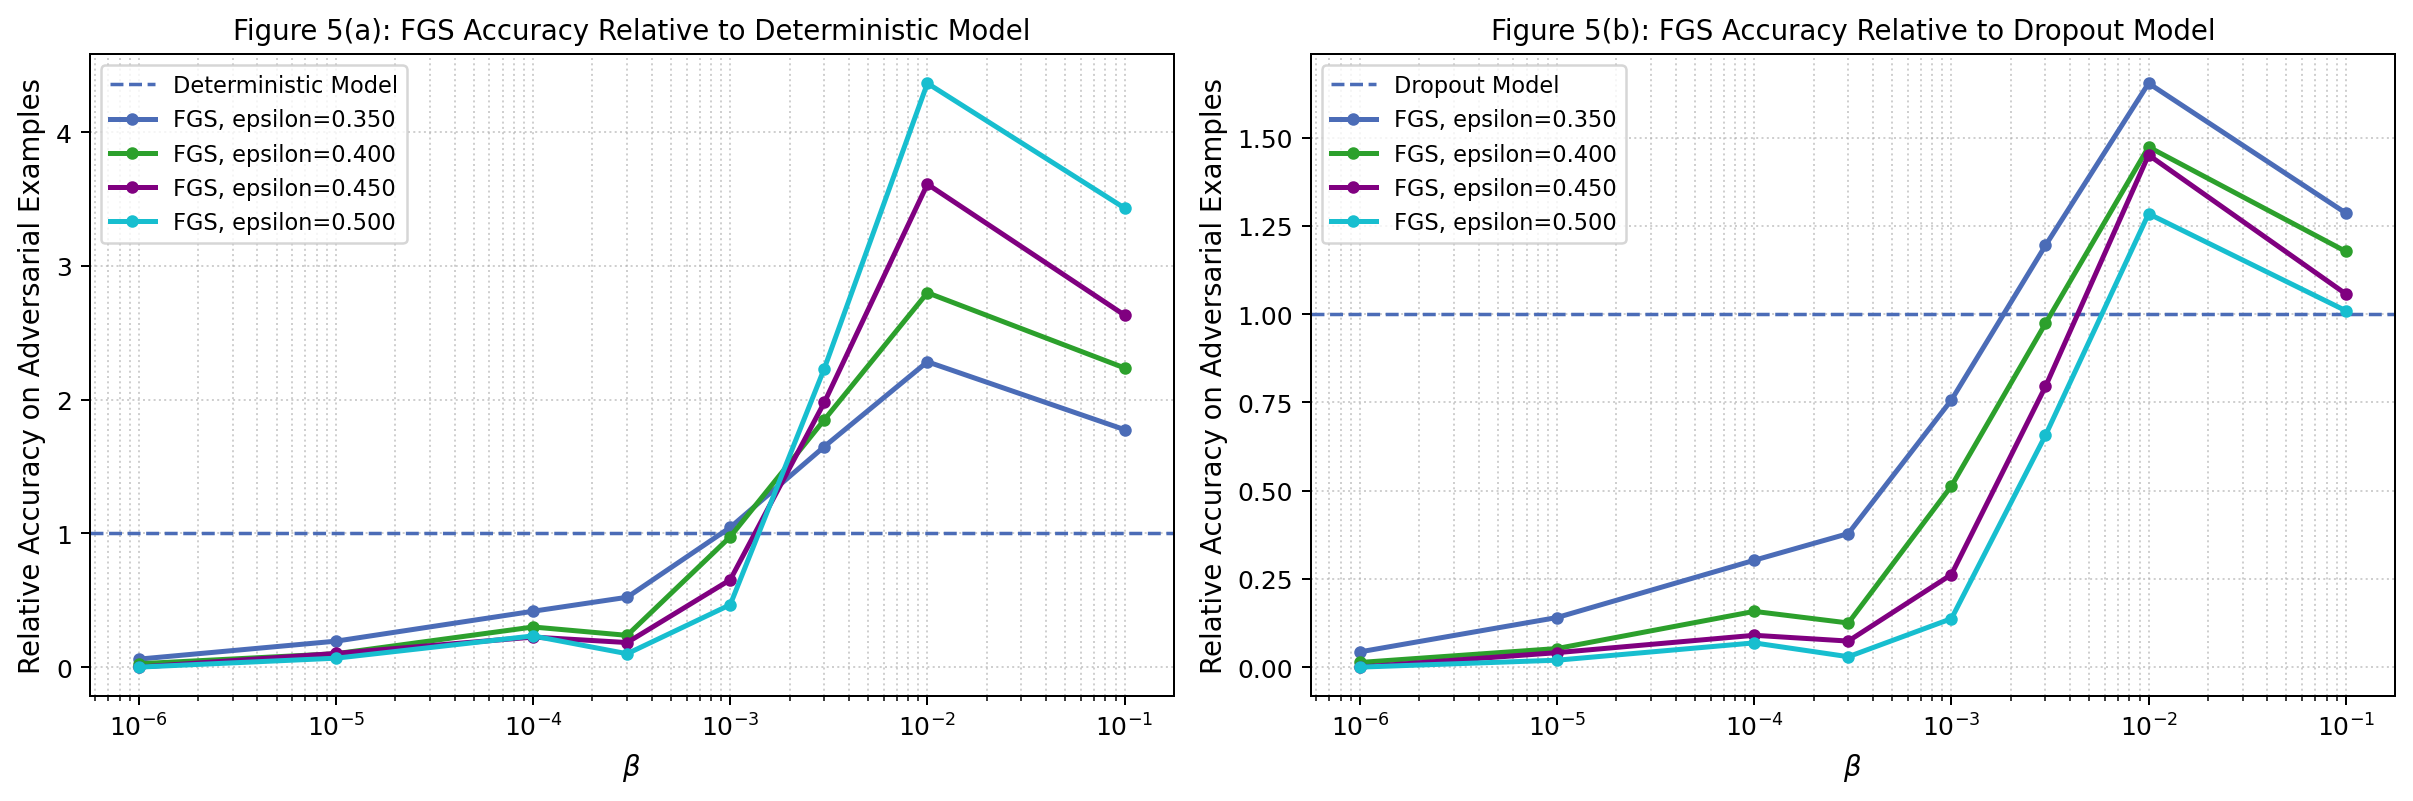 Figure 5(a): FGS Accuracy Relative to Deterministic Model
Relative Accuracy on Adversarial Examples
4
3
2
1
0
Deterministic Model
FGS, epsilon=0.350
FGS, epsilon=0.400
FGS, epsilon=0.450
FGS, epsilon=0.500
10⁻⁶ 10⁻⁵ 10⁻⁴ 10⁻³ 10⁻² 10⁻¹
β
Figure 5(b): FGS Accuracy Relative to Dropout Model
Relative Accuracy on Adversarial Examples
1.50
1.25
1.00
0.75
0.50
0.25
0.00
Dropout Model
FGS, epsilon=0.350
FGS, epsilon=0.400
FGS, epsilon=0.450
FGS, epsilon=0.500
10⁻⁶ 10⁻⁵ 10⁻⁴ 10⁻³ 10⁻² 10⁻¹
β